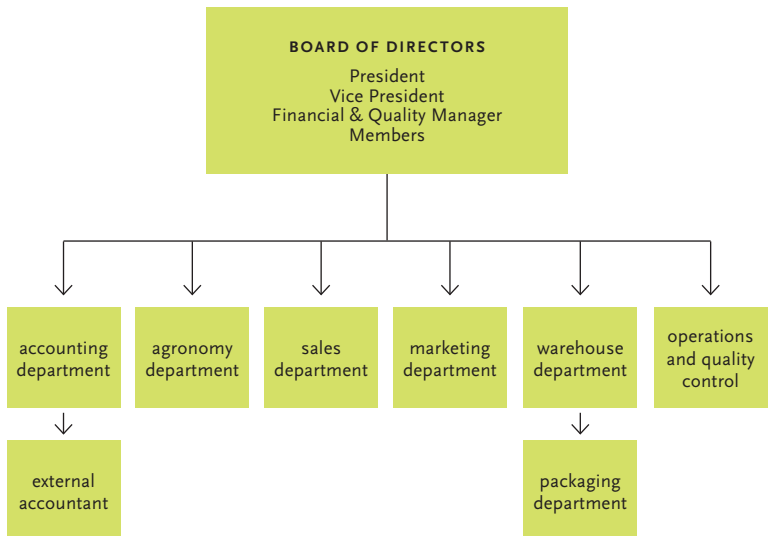 BOARD OF DIRECTORS
President
Vice President
Financial & Quality Manager
Members
accounting
department
agronomy
department
sales
department
marketing
department
warehouse
department
operations
and quality
control
external
accountant
packaging
department